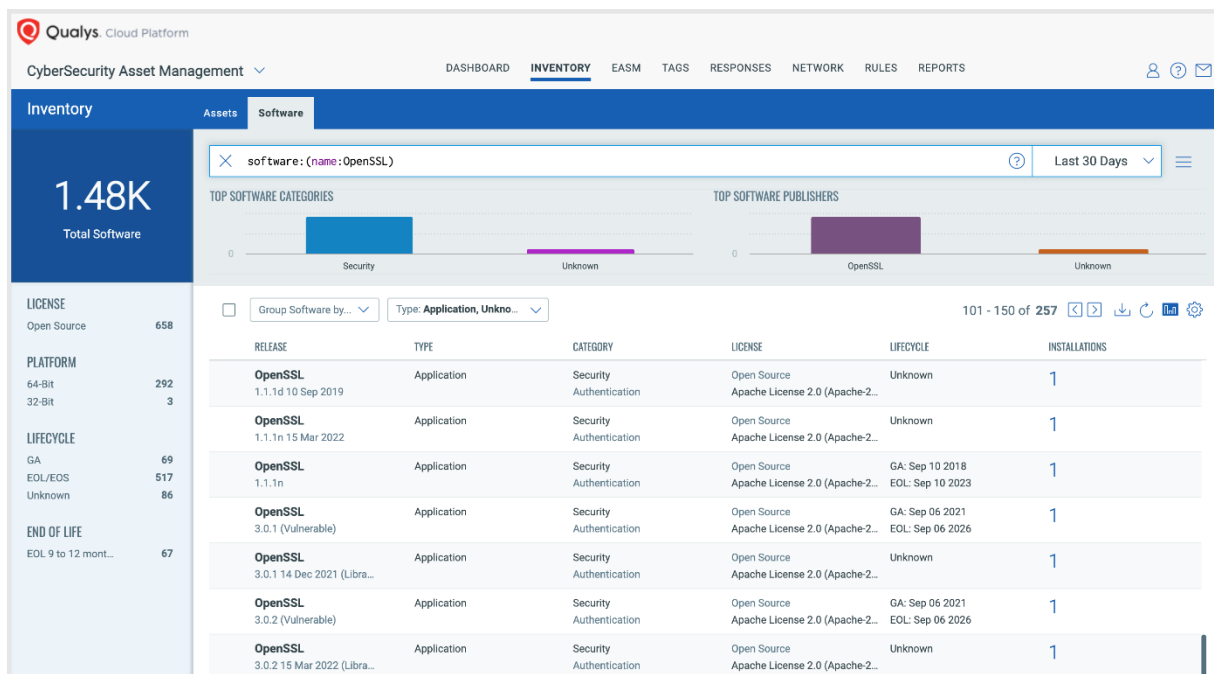 Qualys. Cloud Platform
CyberSecurity Asset Management
DASHBOARD INVENTORY EASM TAGS RESPONSES NETWORK RULES REPORTS
Inventory
Assets Software
software:(name:OpenSSL)
Last 30 Days
1.48K
Total Software
TOP SOFTWARE CATEGORIES
0
Security Unknown
TOP SOFTWARE PUBLISHERS
0
OpenSSL Unknown
LICENSE
Open Source 658
PLATFORM
64-Bit 292
32-Bit 3
LIFECYCLE
GA 69
EOL/EOS 517
Unknown 86
END OF LIFE
EOL 9 to 12 mont... 67
Group Software by... Type: Application, Unkno... 101 - 150 of 257
RELEASE TYPE CATEGORY LICENSE LIFECYCLE INSTALLATIONS
OpenSSL Application Security Open Source Unknown 1
1.1.1d 10 Sep 2019 Authentication Apache License 2.0 (Apache-2...
OpenSSL Application Security Open Source Unknown 1
1.1.1n 15 Mar 2022 Authentication Apache License 2.0 (Apache-2...
OpenSSL Application Security Open Source GA: Sep 10 2018 1
1.1.1n Authentication Apache License 2.0 (Apache-2... EOL: Sep 10 2023
OpenSSL Application Security Open Source GA: Sep 06 2021 1
3.0.1 (Vulnerable) Authentication Apache License 2.0 (Apache-2... EOL: Sep 06 2026
OpenSSL Application Security Open Source Unknown 1
3.0.1 14 Dec 2021 (Libra... Authentication Apache License 2.0 (Apache-2...
OpenSSL Application Security Open Source GA: Sep 06 2021 1
3.0.2 (Vulnerable) Authentication Apache License 2.0 (Apache-2... EOL: Sep 06 2026
OpenSSL Application Security Open Source Unknown 1
3.0.2 15 Mar 2022 (Libra... Authentication Apache License 2.0 (Apache-2...